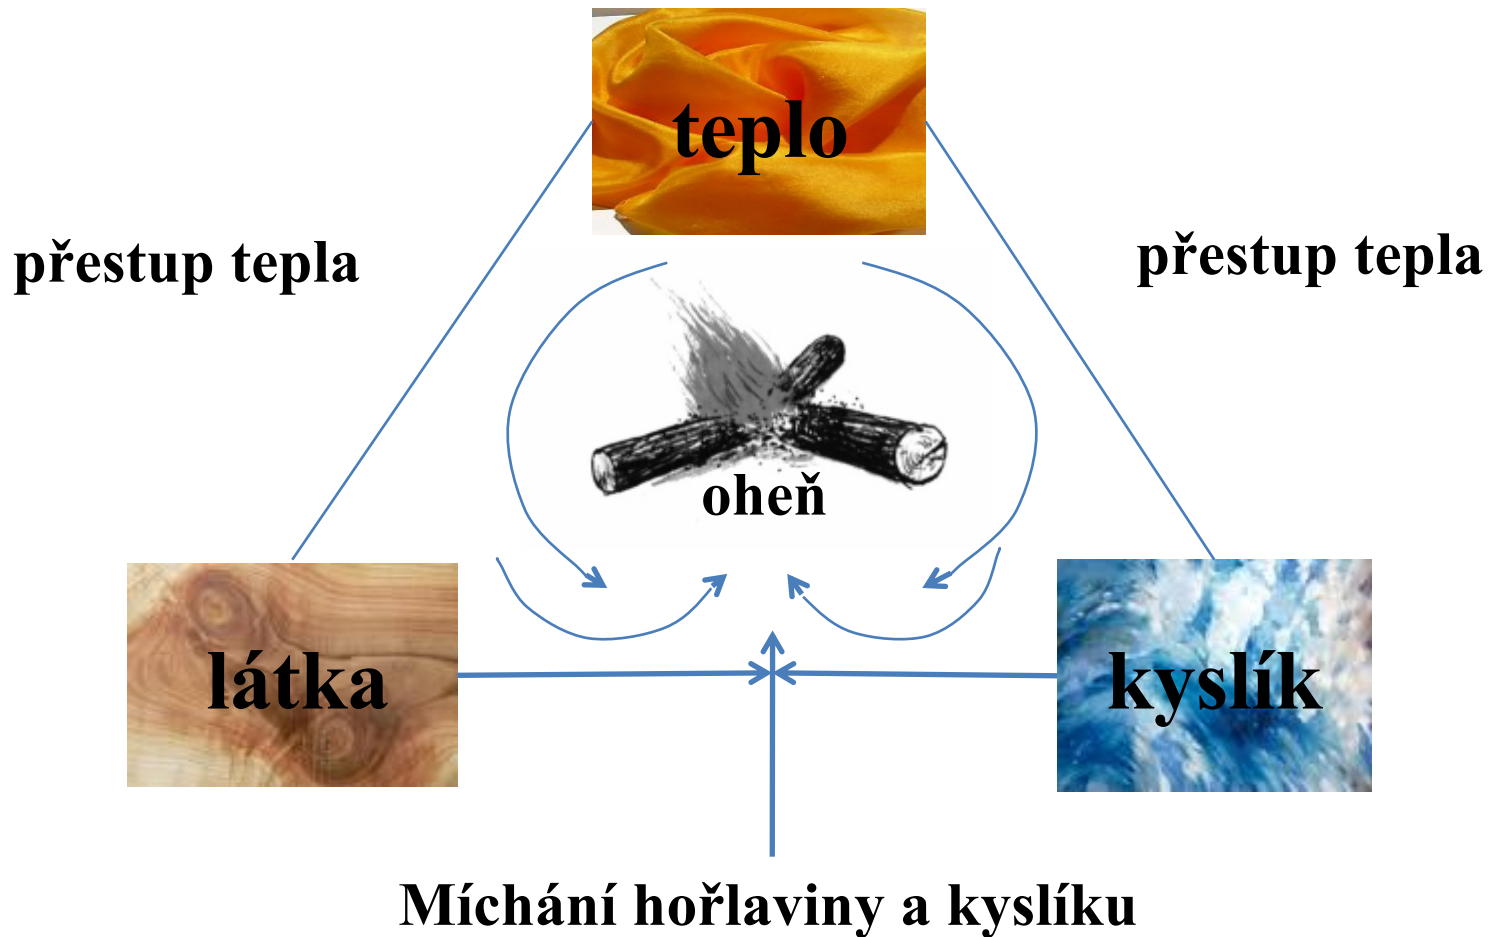 teplo
přestup tepla
přestup tepla
oheň
látka
kyslík
Míchání hořlaviny a kyslíku